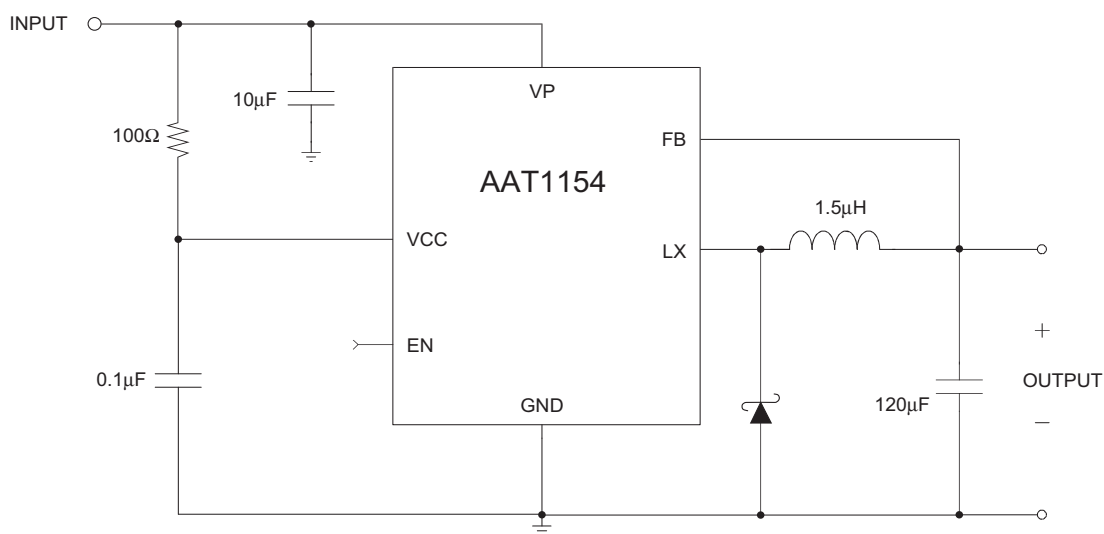 INPUT
VP
10μF
100Ω
FB
AAT1154
1.5μH
VCC
LX
EN
+
0.1μF
OUTPUT
120μF
GND
−